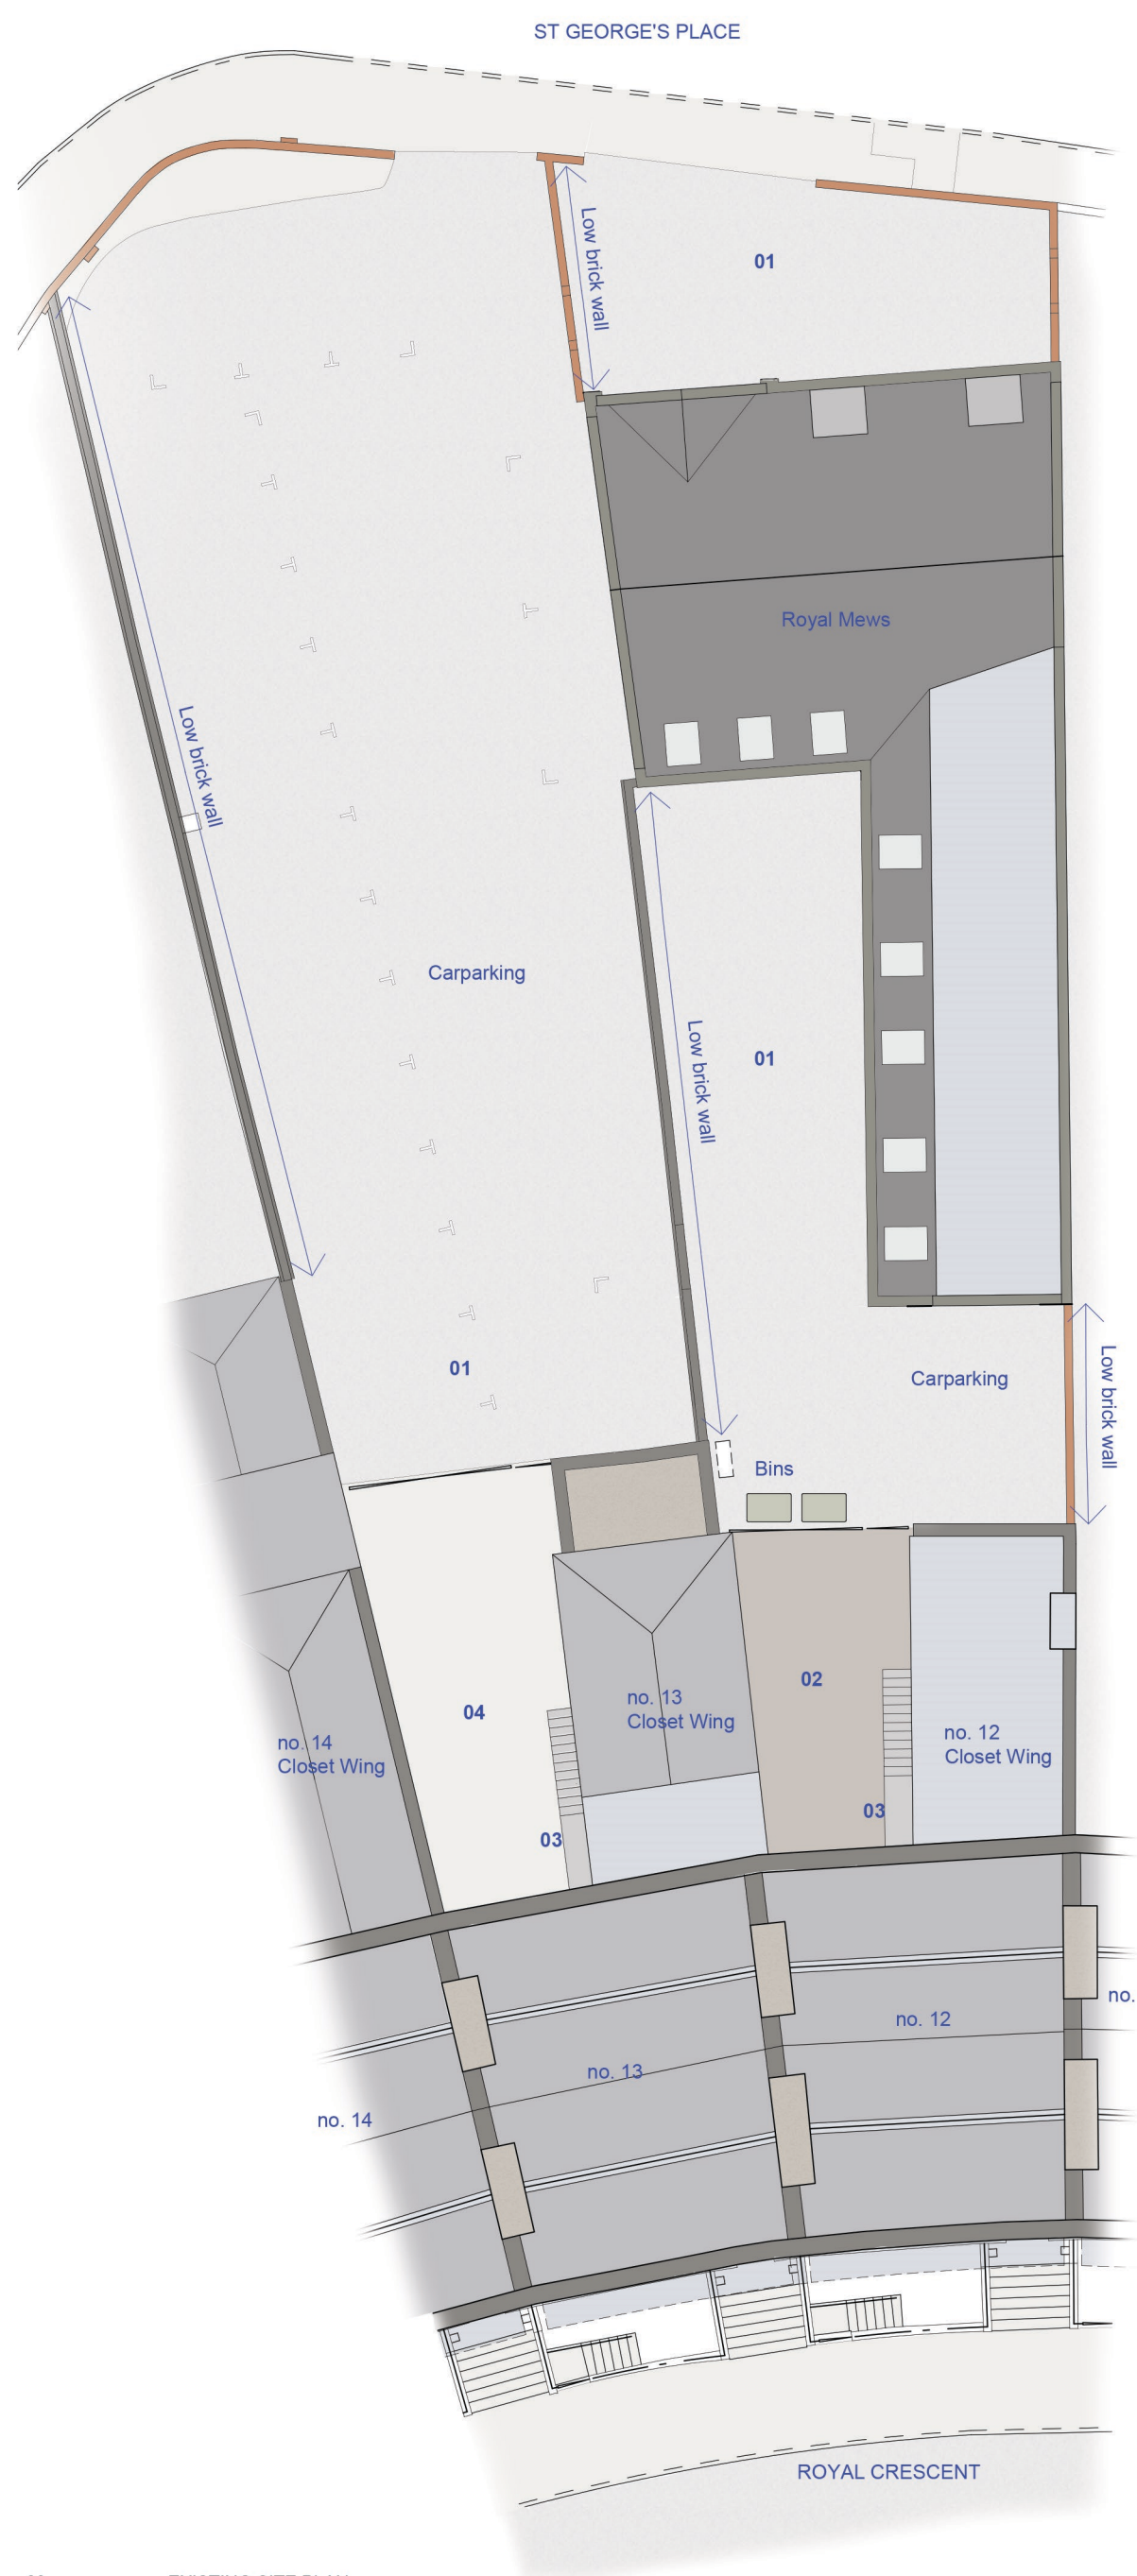 ST GEORGE'S PLACE
Low brick wall
01
Royal Mews
Low brick wall
Carparking
Low brick wall
01
01
Carparking
Low brick wall
Bins
02
04
no. 13
Closet Wing
no. 12
Closet Wing
no. 14
Closet Wing
03
03
no.
no. 12
no. 13
no. 14
ROYAL CRESCENT